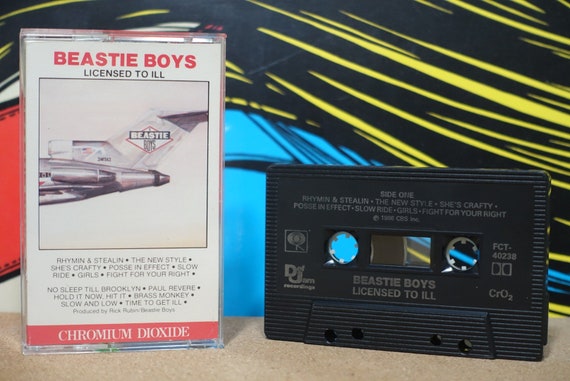 BEASTIE BOYS
LICENSED TO ILL
BEASTIE
BOYS
3MTA3
RHYMIN & STEALIN • THE NEW STYLE •
SHE'S CRAFTY • POSSE IN EFFECT • SLOW
RIDE • GIRLS • FIGHT FOR YOUR RIGHT
NO SLEEP TILL BROOKLYN • PAUL REVERE •
HOLD IT NOW, HIT IT • BRASS MONKEY •
SLOW AND LOW • TIME TO GET ILL •
Produced by Rick Rubin/Beastie Boys
CHROMIUM DIOXIDE
SIDE ONE
RHYMIN & STEALIN • THE NEW STYLE • SHE'S CRAFTY •
POSSE IN EFFECT • SLOW RIDE • GIRLS • FIGHT FOR YOUR RIGHT
℗ 1986 CBS Inc.
FCT-
40238
Def Jam
recordings
BEASTIE BOYS
LICENSED TO ILL
CrO2